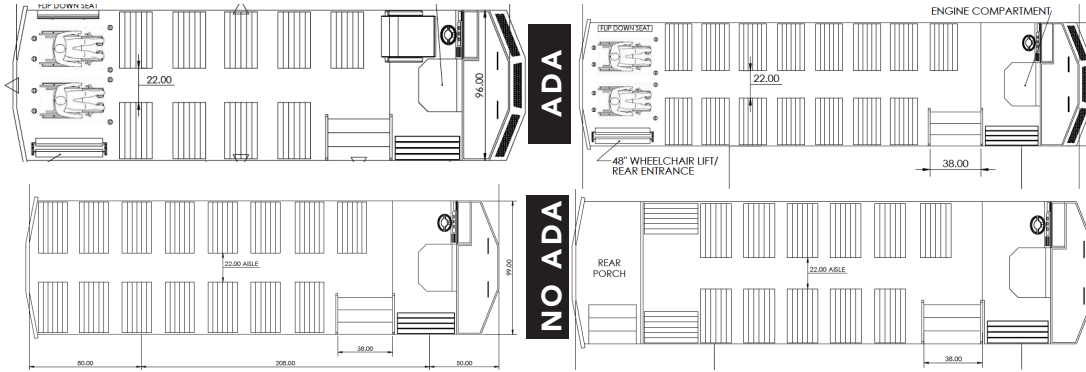 FLIP DOWN SEAT
22.00
96.00
ADA
ENGINE COMPARTMENT
FLIP DOWN SEAT
22.00
48" WHEELCHAIR LIFT/
REAR ENTRANCE
38.00
22.00 AISLE
99.00
38.00
80.00
208.00
50.00
NO ADA
REAR
PORCH
22.00 AISLE
38.00